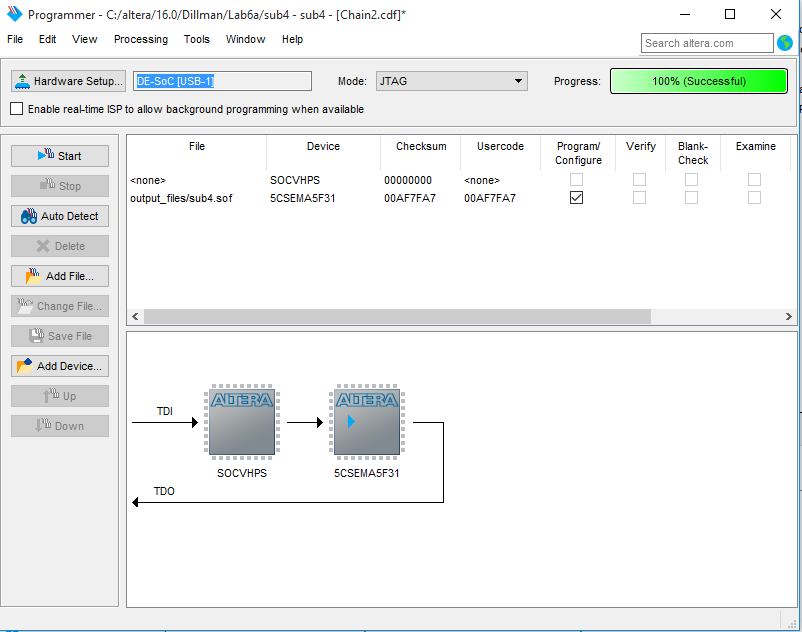 Programmer - C:/altera/16.0/Dillman/Lab6a/sub4 - sub4 - [Chain2.cdf]*
File Edit View Processing Tools Window Help
Search altera.com
Hardware Setup... DE-SoC [USB-1] Mode: JTAG Progress: 100% (Successful)
Enable real-time ISP to allow background programming when available
Start
Stop
Auto Detect
Delete
Add File...
Change File...
Save File
Add Device...
Up
Down
File Device Checksum Usercode Program/ Verify Blank- Examine
Configure Check
<none> SOCVHPS 00000000 <none>
output_files/sub4.sof 5CSEMA5F31 00AF7FA7 00AF7FA7
ALTERA ALTERA
TDI
SOCVHPS 5CSEMA5F31
TDO